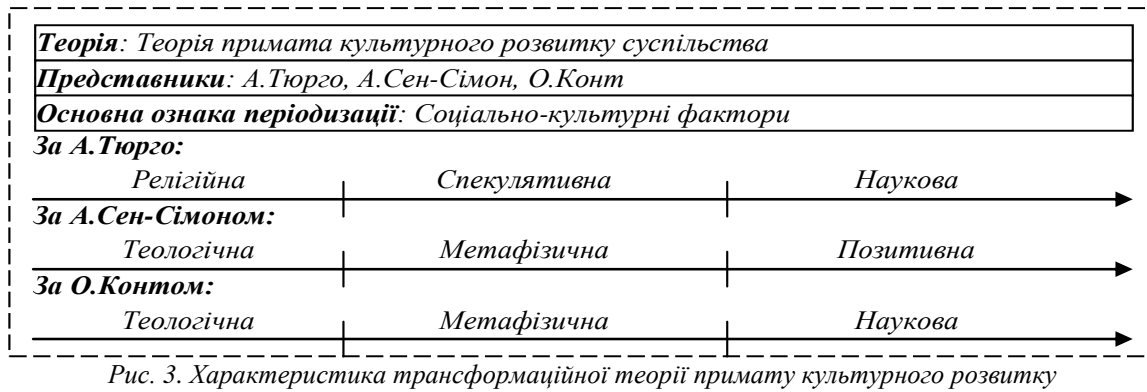 Теорія: Теорія примата культурного розвитку суспільства
Представники: А.Тюрго, А.Сен-Сімон, О.Конт
Основна ознака періодизації: Соціально-культурні фактори
За А.Тюрго:
Релігійна Спекулятивна Наукова
За А.Сен-Сімоном:
Теологічна Метафізична Позитивна
За О.Контом:
Теологічна Метафізична Наукова
Рис. 3. Характеристика трансформаційної теорії примату культурного розвитку